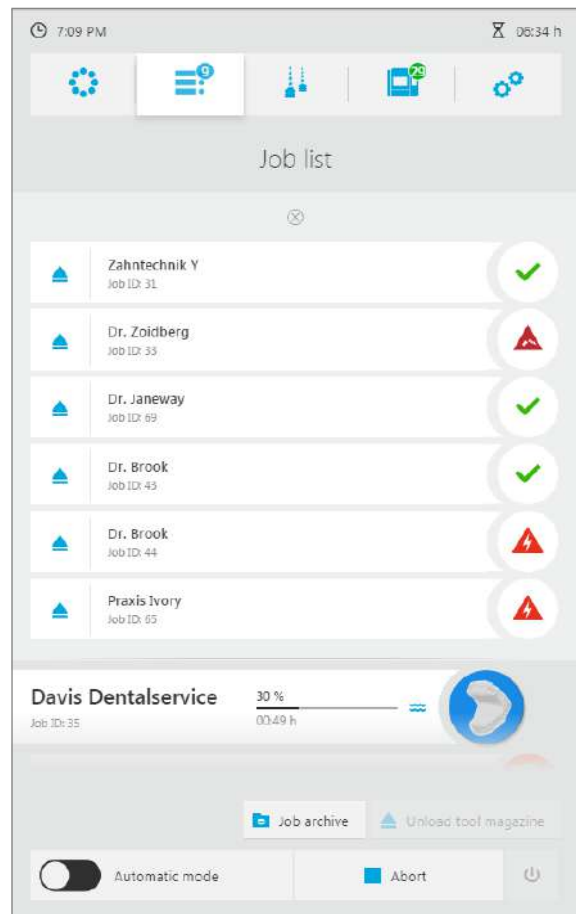 7:09 PM
06:34 h
9
29
Job list
Zahntechnik Y
Job ID: 31
Dr. Zoidberg
Job ID: 33
Dr. Janeway
Job ID: 69
Dr. Brook
Job ID: 43
Dr. Brook
Job ID: 44
Praxis Ivory
Job ID: 65
Davis Dentalservice
30 %
Job ID: 35
00:49 h
Job archive
Unload tool magazine
Automatic mode
Abort